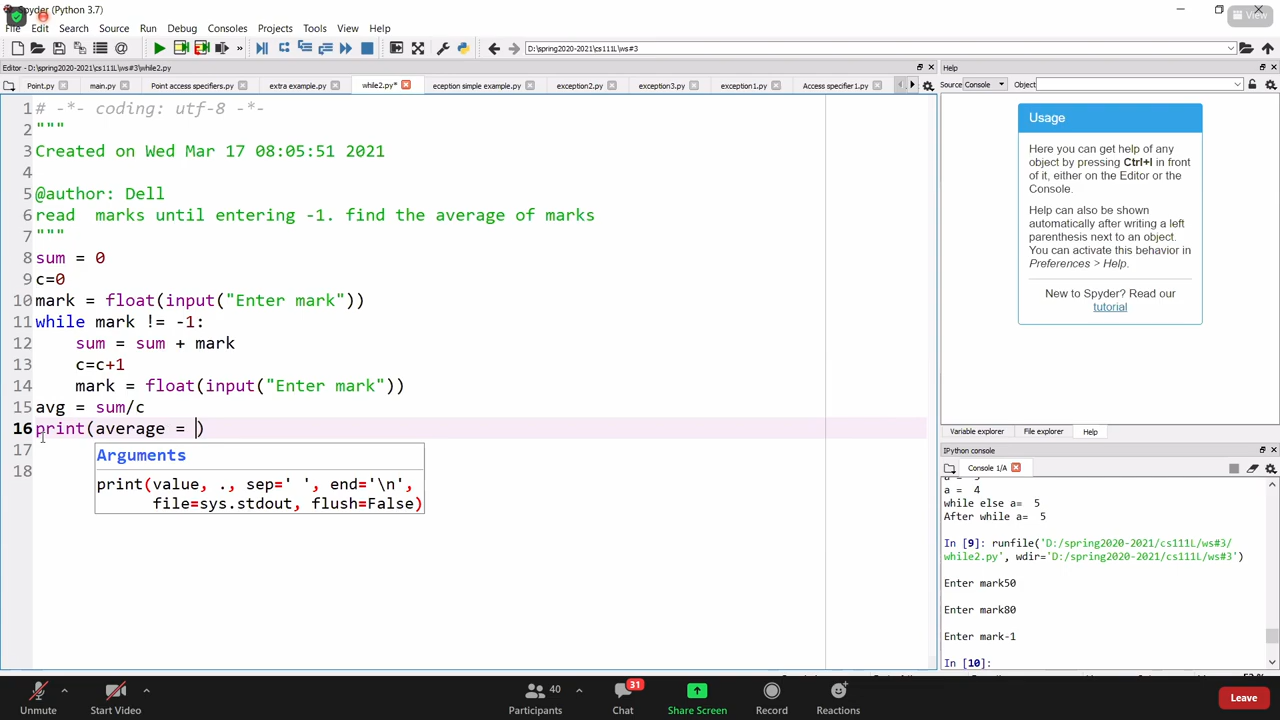 Spyder (Python 3.7)
View
File Edit Search Source Run Debug Consoles Projects Tools View Help
D:\spring2020-2021\cs111L\ws#3
Editor - D:\spring2020-2021\cs111L\ws#3\while2.py
Help
Point.py main.py Point access specifiers.py extra example.py while2.py* eception simple example.py exception2.py exception3.py exception1.py Access specifier1.py
Source Console Object
1 # -*- coding: utf-8 -*-
2 """
3 Created on Wed Mar 17 08:05:51 2021
4
5 @author: Dell
6 read  marks until entering -1. find the average of marks
7 """
8 sum = 0
9 c=0
10 mark = float(input("Enter mark"))
11 while mark != -1:
12     sum = sum + mark
13     c=c+1
14     mark = float(input("Enter mark"))
15 avg = sum/c
16 print(average = )
17
18
Arguments
print(value, ., sep=' ', end='\n',
file=sys.stdout, flush=False)
Usage
Here you can get help of any
object by pressing Ctrl+I in front
of it, either on the Editor or the
Console.
Help can also be shown
automatically after writing a left
parenthesis next to an object.
You can activate this behavior in
Preferences > Help.
New to Spyder? Read our
tutorial
Variable explorer File explorer Help
IPython console
Console 1/A
a =  4
while else a=  5
After while a=  5
In [9]: runfile('D:/spring2020-2021/cs111L/ws#3/
while2.py', wdir='D:/spring2020-2021/cs111L/ws#3')
Enter mark50
Enter mark80
Enter mark-1
In [10]:
31
40
Unmute Start Video Participants Chat Share Screen Record Reactions Leave